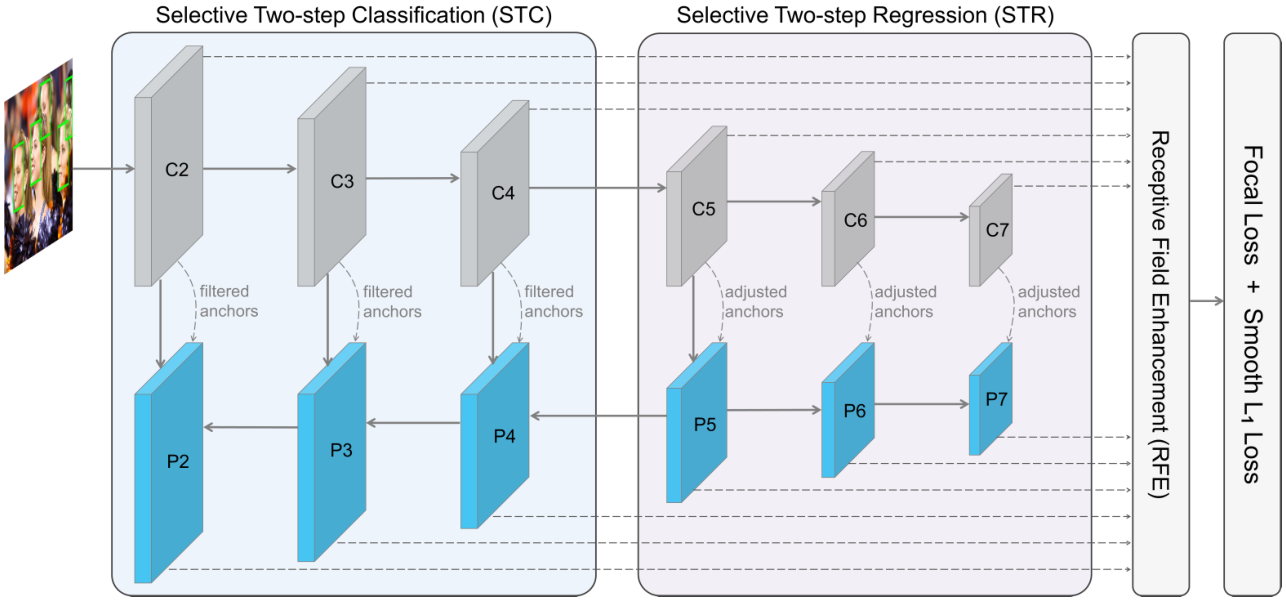 Selective Two-step Classification (STC)
Selective Two-step Regression (STR)
C2
C3
C4
C5
C6
C7
filtered
anchors
filtered
anchors
filtered
anchors
adjusted
anchors
adjusted
anchors
adjusted
anchors
P2
P3
P4
P5
P6
P7
Receptive Field Enhancement (RFE)
Focal Loss + Smooth L₁ Loss